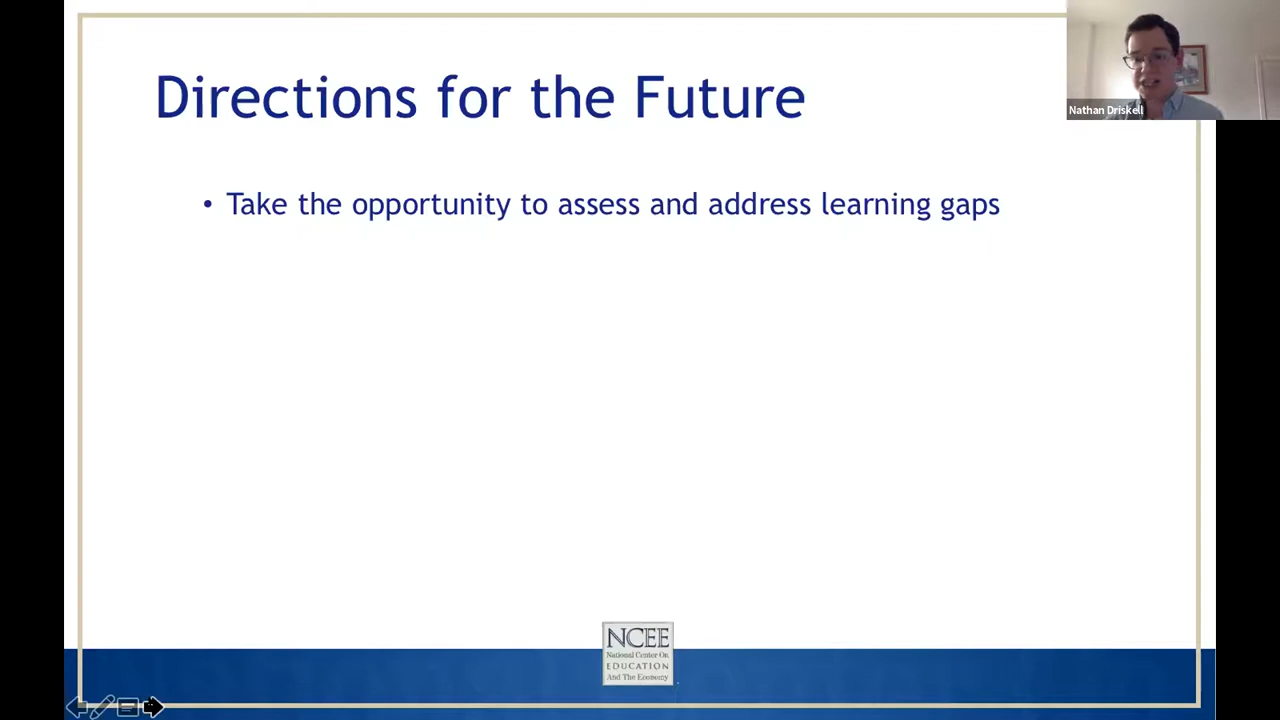 Directions for the Future
Nathan Driskell
• Take the opportunity to assess and address learning gaps
NCEE
National Center On
EDUCATION
And The Economy